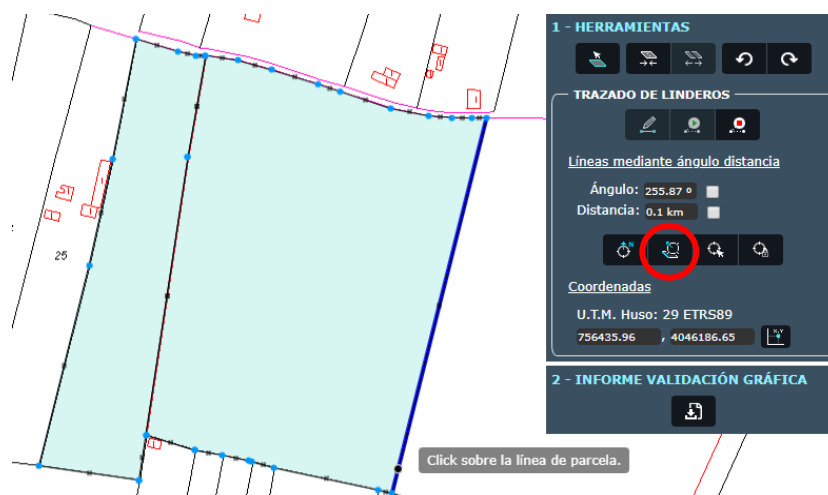 1 - HERRAMIENTAS
TRAZADO DE LINDEROS
Líneas mediante ángulo distancia
Ángulo: 255.87 º
Distancia: 0.1 km
N
Coordenadas
U.T.M. Huso: 29 ETRS89
756435.96 , 4046186.65 X,Y
2 - INFORME VALIDACIÓN GRÁFICA
25
Click sobre la línea de parcela.